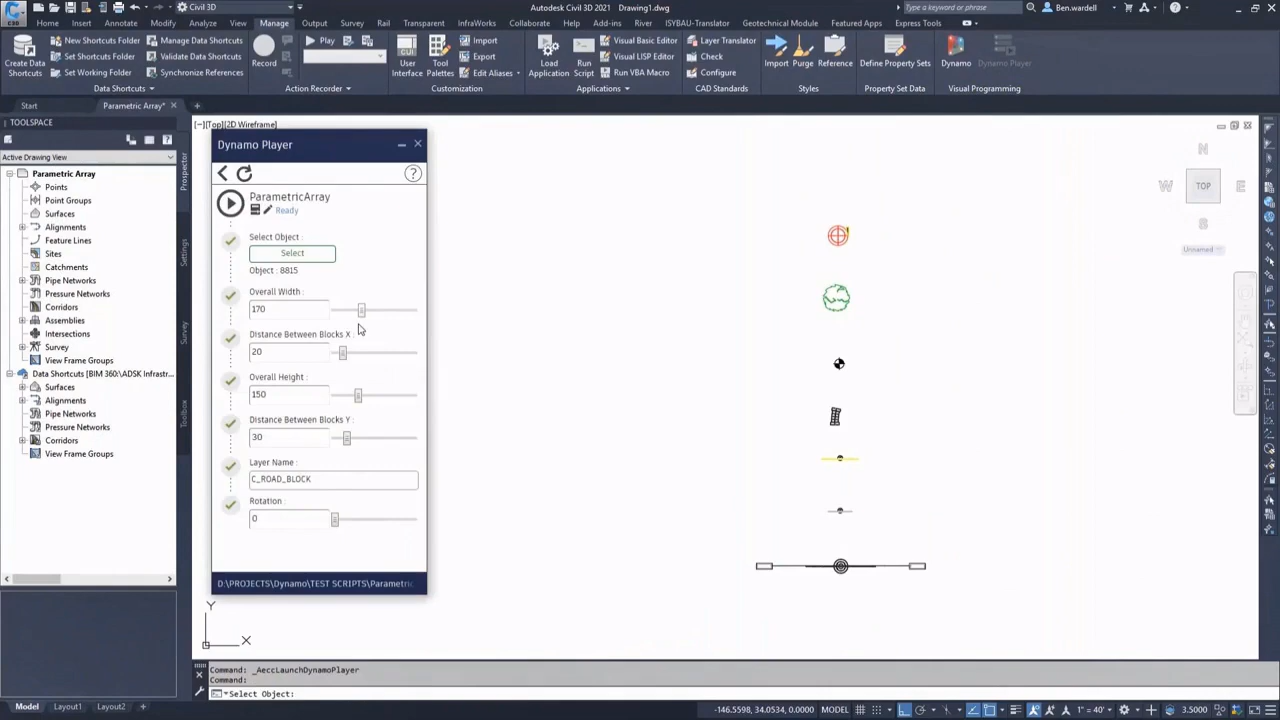 Civil 3D
Autodesk Civil 3D 2021 Drawing1.dwg
Type a keyword or phrase
Ben.wardell
C3D
Home
Insert
Annotate
Modify
Analyze
View
Manage
Output
Survey
Rail
Transparent
InfraWorks
Collaborate
Help
Add-ins
River
ISYBAU-Translator
Geotechnical Module
Featured Apps
Express Tools
Create Data
Shortcuts
New Shortcuts Folder
Set Shortcuts Folder
Set Working Folder
Manage Data Shortcuts
Validate Data Shortcuts
Synchronize References
Data Shortcuts
Record
Play
Action Recorder
CUI
User
Interface
Tool
Palettes
Import
Export
Edit Aliases
Customization
Load
Application
Run
Script
Visual Basic Editor
Visual LISP Editor
Run VBA Macro
Applications
Layer Translator
Check
Configure
CAD Standards
Import
Purge
Reference
Styles
Define Property Sets
Property Set Data
Dynamo
Dynamo Player
Visual Programming
Start
Parametric Array*
TOOLSPACE
Active Drawing View
Parametric Array
Points
Point Groups
Surfaces
Alignments
Feature Lines
Sites
Catchments
Pipe Networks
Pressure Networks
Corridors
Assemblies
Intersections
Survey
View Frame Groups
Data Shortcuts [BIM 360:\ADSK Infrastr...
Surfaces
Alignments
Pipe Networks
Pressure Networks
Corridors
View Frame Groups
Prospector
Settings
Survey
Toolbox
[−][Top][2D Wireframe]
Dynamo Player
ParametricArray
Ready
Select Object :
Select
Object : 8815
Overall Width :
170
Distance Between Blocks X :
20
Overall Height :
150
Distance Between Blocks Y :
30
Layer Name :
C_ROAD_BLOCK
Rotation :
0
D:\PROJECTS\Dynamo\TEST SCRIPTS\Parametric
N
W
TOP
E
S
Unnamed
Y
X
Command: _AeccLaunchDynamoPlayer
Command:
Select Object:
Model
Layout1
Layout2
-146.5598, 34.0534, 0.0000
MODEL
1" = 40'
3.5000